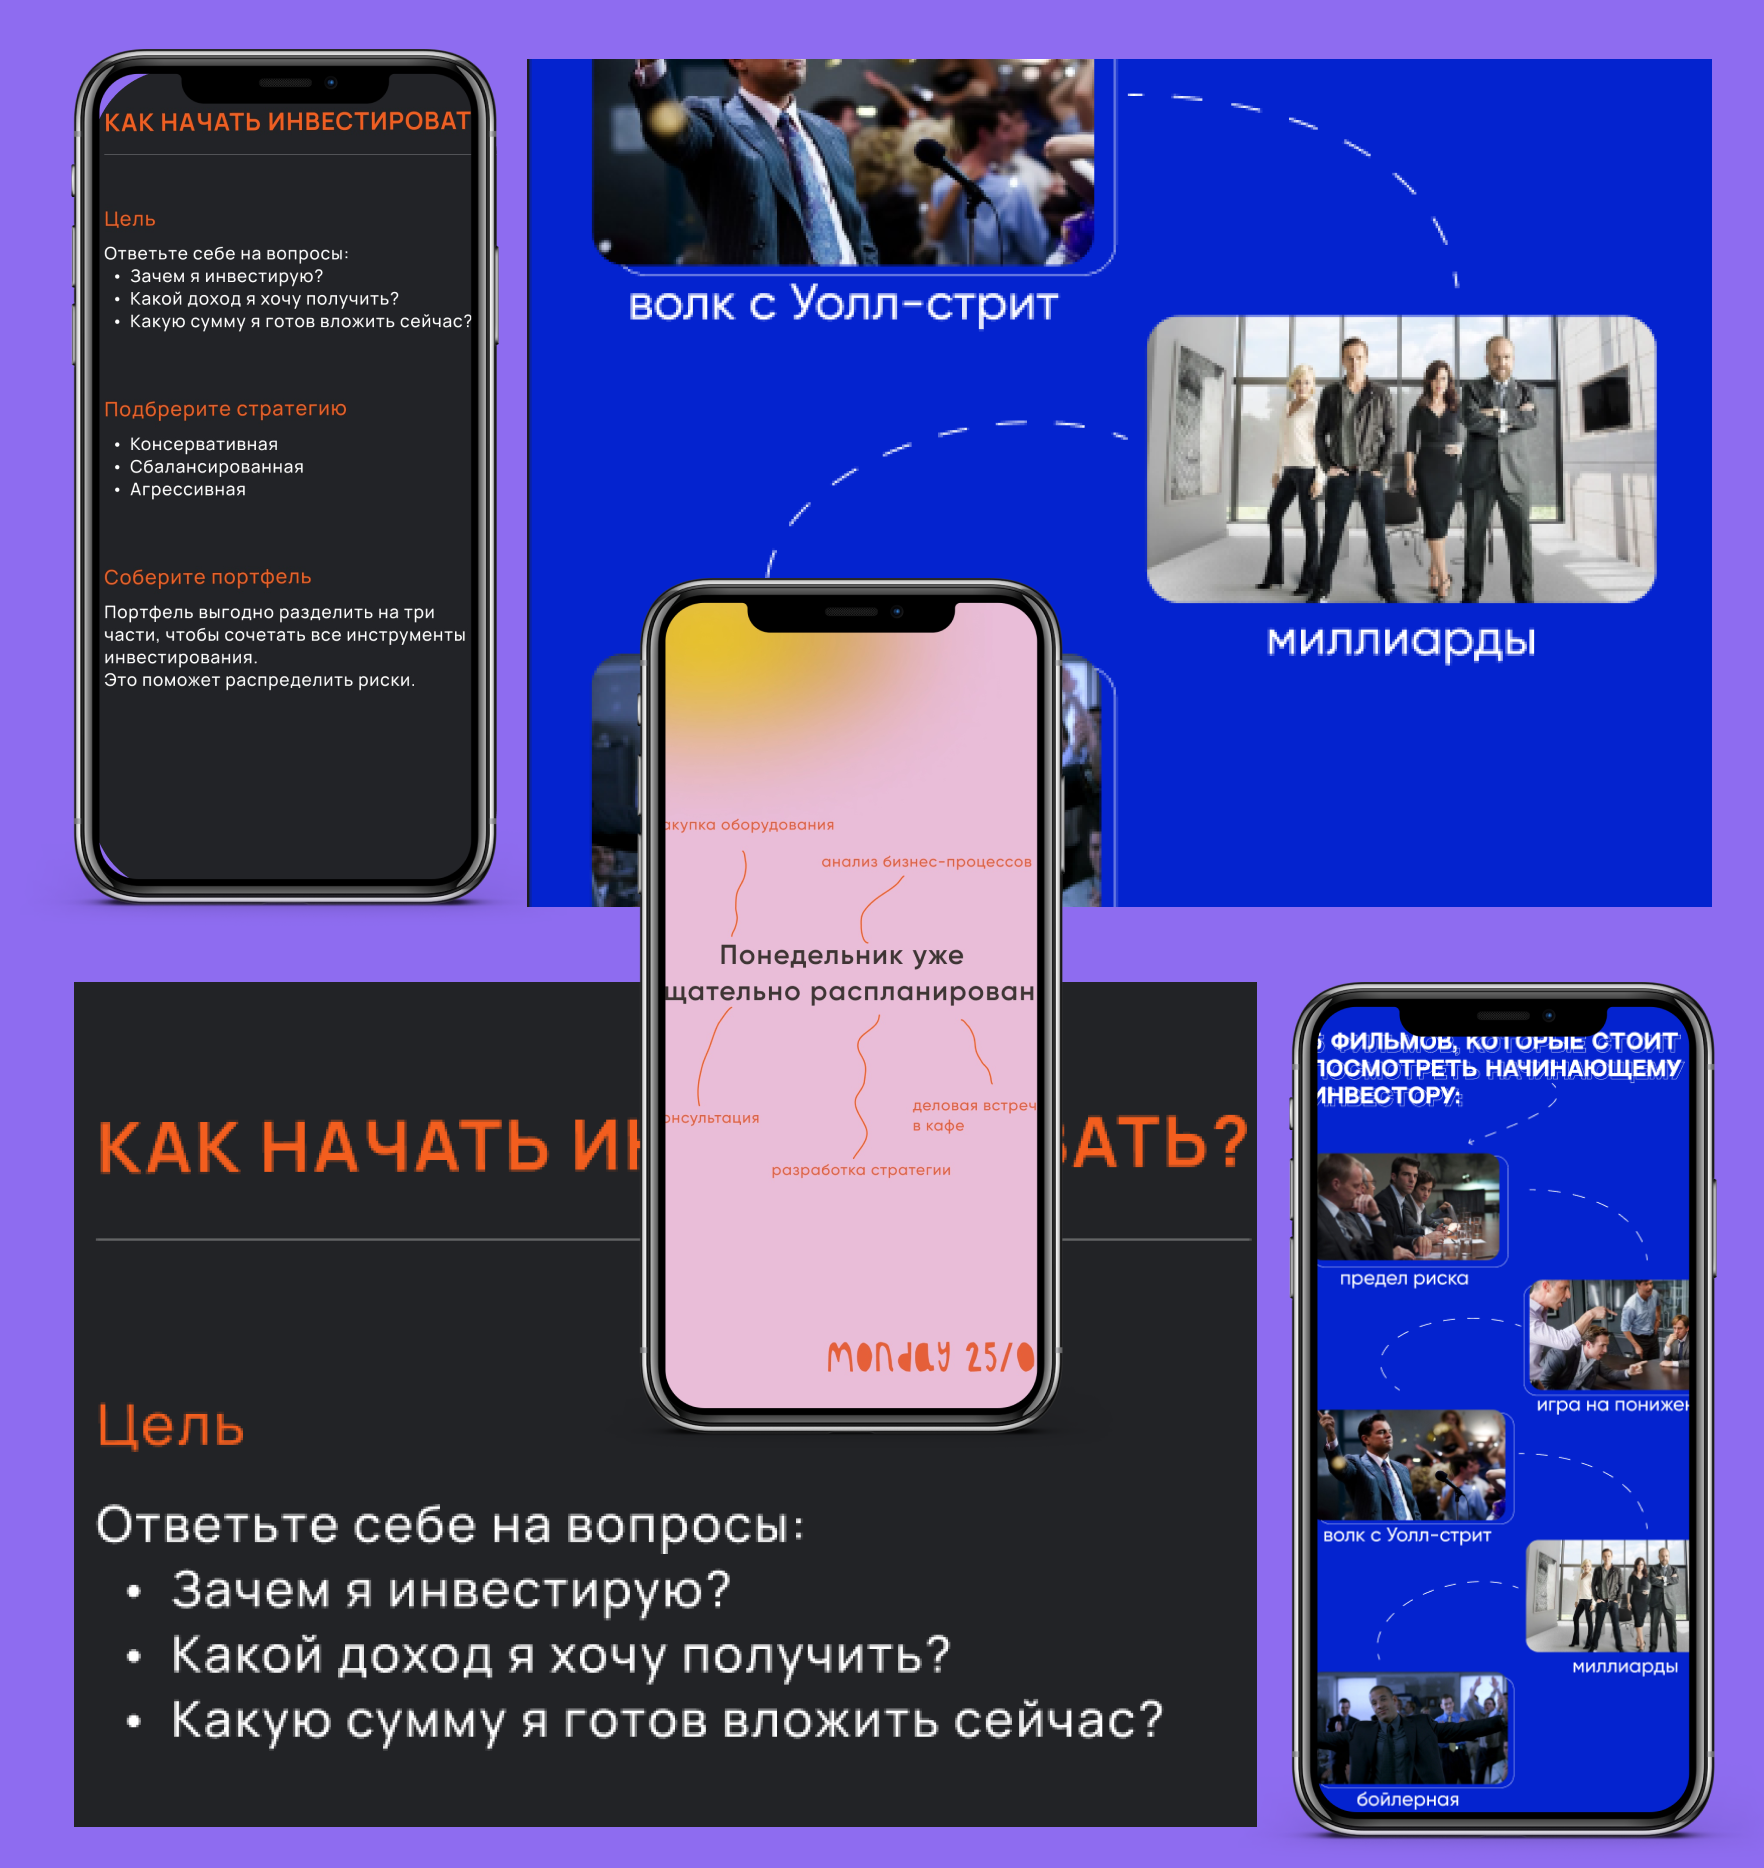 КАК НАЧАТЬ ИНВЕСТИРОВАТ
Цель
Ответьте себе на вопросы:
• Зачем я инвестирую?
• Какой доход я хочу получить?
• Какую сумму я готов вложить сейчас?
Подбрерите стратегию
• Консервативная
• Сбалансированная
• Агрессивная
Соберите портфель
Портфель выгодно разделить на три
части, чтобы сочетать все инструменты
инвестирования.
Это поможет распределить риски.
волк с Уолл-стрит
миллиарды
акупка оборудования
анализ бизнес-процессов
Понедельник уже
щательно распланирован
онсультация
деловая встреч
в кафе
разработка стратегии
monday 25/0
КАК НАЧАТЬ ИН
ВАТЬ?
Цель
Ответьте себе на вопросы:
• Зачем я инвестирую?
• Какой доход я хочу получить?
• Какую сумму я готов вложить сейчас?
ФИЛЬМОВ, КОТОРЫЕ СТОИТ
ПОСМОТРЕТЬ НАЧИНАЮЩЕМУ
ИНВЕСТОРУ:
предел риска
игра на понижен
волк с Уолл-стрит
миллиарды
бойлерная